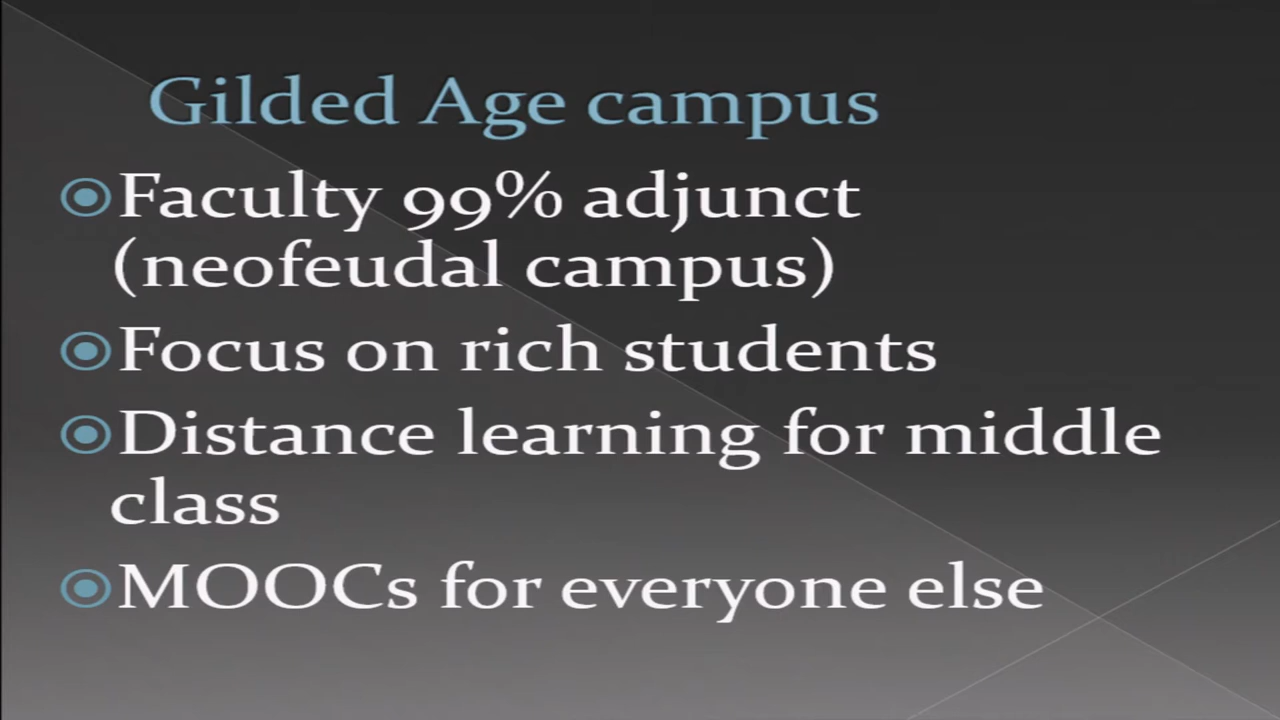 Gilded Age campus
Faculty 99% adjunct
(neofeudal campus)
Focus on rich students
Distance learning for middle
class
MOOCs for everyone else